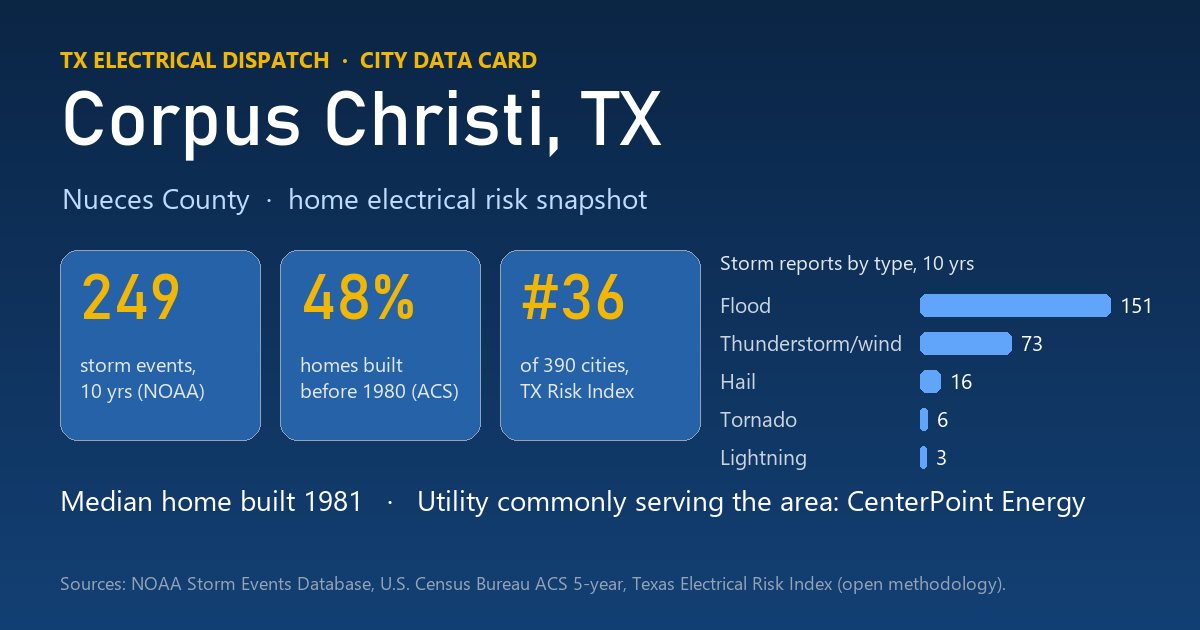 TX ELECTRICAL DISPATCH · CITY DATA CARD
Corpus Christi, TX
Nueces County · home electrical risk snapshot
249
storm events,
10 yrs (NOAA)
48%
homes built
before 1980 (ACS)
#36
of 390 cities,
TX Risk Index
Storm reports by type, 10 yrs
Flood 151
Thunderstorm/wind 73
Hail 16
Tornado 6
Lightning 3
Median home built 1981 · Utility commonly serving the area: CenterPoint Energy
Sources: NOAA Storm Events Database, U.S. Census Bureau ACS 5-year, Texas Electrical Risk Index (open methodology).